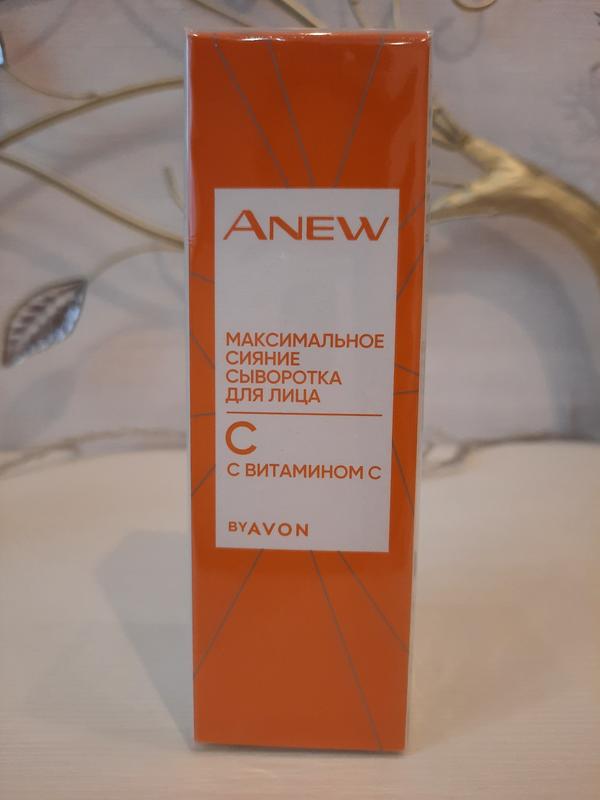 ANEW
МАКСИМАЛЬНОЕ
СИЯНИЕ
СЫВОРОТКА
ДЛЯ ЛИЦА
C
С ВИТАМИНОМ С
BY AVON